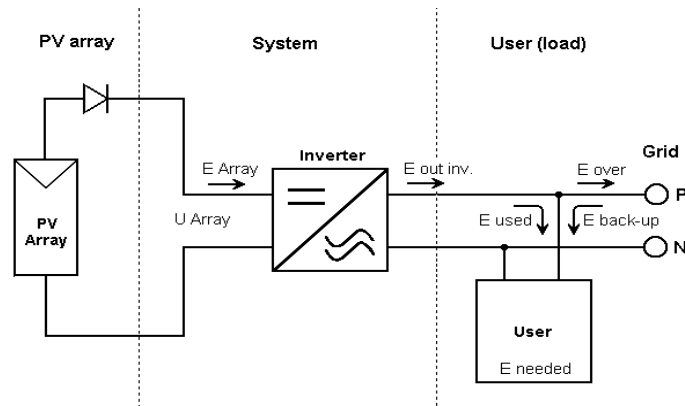 PV array
System
User (load)
Inverter
E Array
E out inv.
E over
Grid
P
PV
Array
U Array
E used
E back-up
N
User
E needed